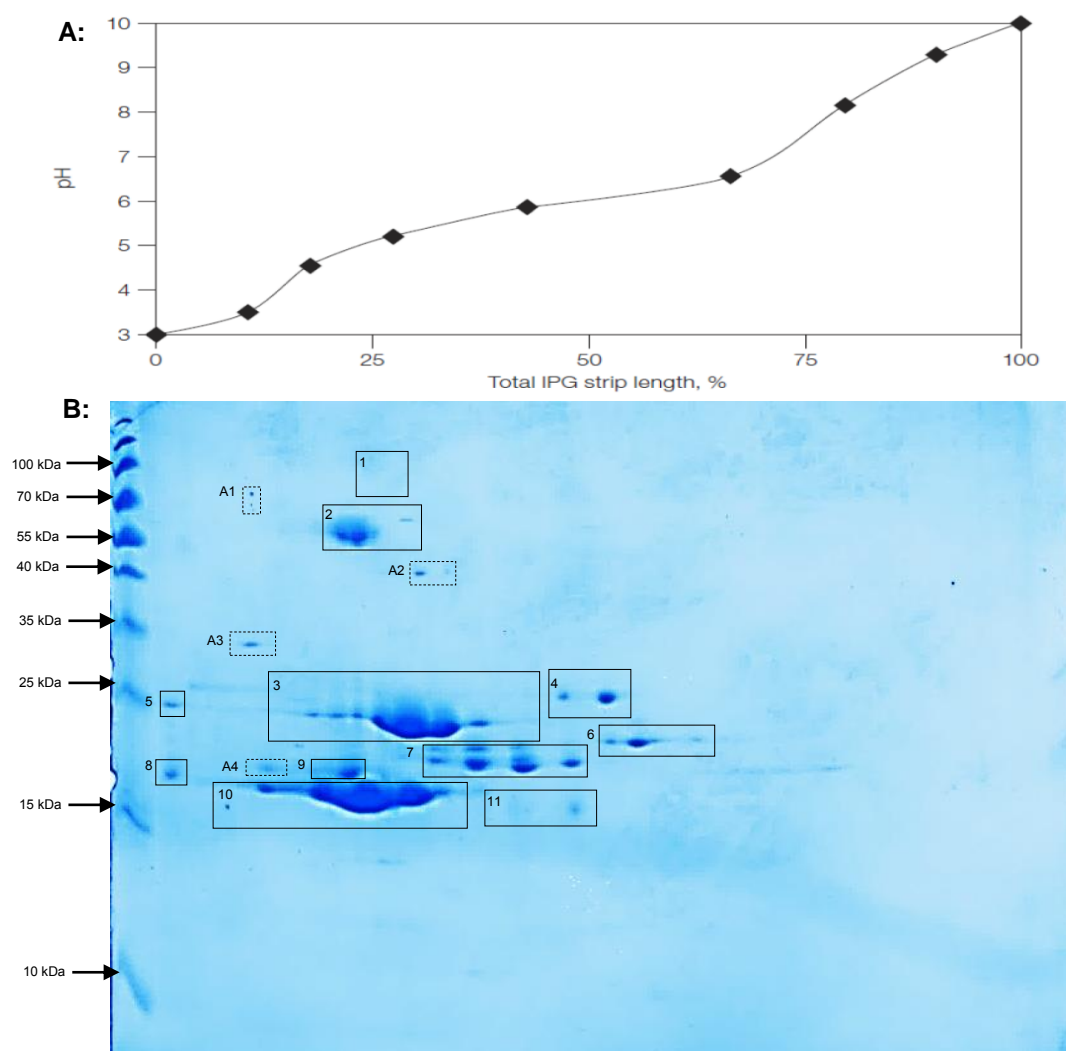 A:
10
9
8
7
6
5
4
3
pH
0 25 50 75 100
Total IPG strip length, %
B:
100 kDa
70 kDa
55 kDa
40 kDa
35 kDa
25 kDa
15 kDa
10 kDa
1
A1
2
A2
A3
3
4
5
6
7
8
A4
9
10
11